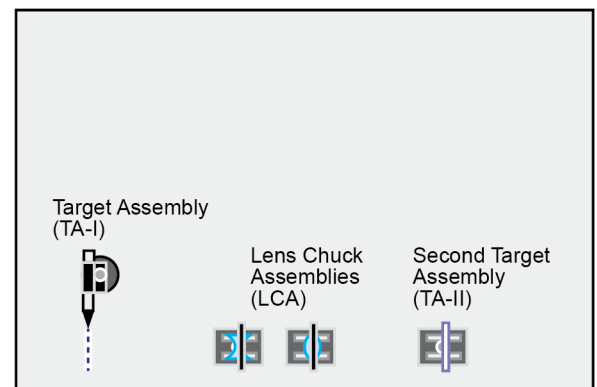 Target Assembly
(TA-I)
Lens Chuck
Assemblies
(LCA)
Second Target
Assembly
(TA-II)